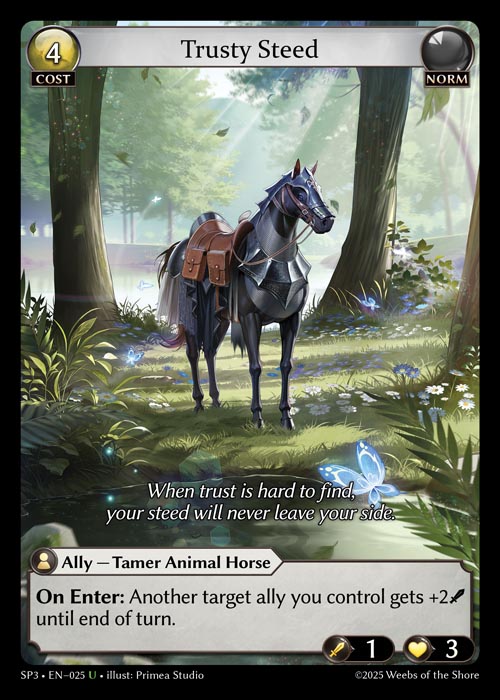 4
COST
Trusty Steed
NORM
When trust is hard to find,
your steed will never leave your side.
Ally — Tamer Animal Horse
On Enter: Another target ally you control gets +2
until end of turn.
1
3
SP3 • EN-025 U • illust: Primea Studio
©2025 Weebs of the Shore